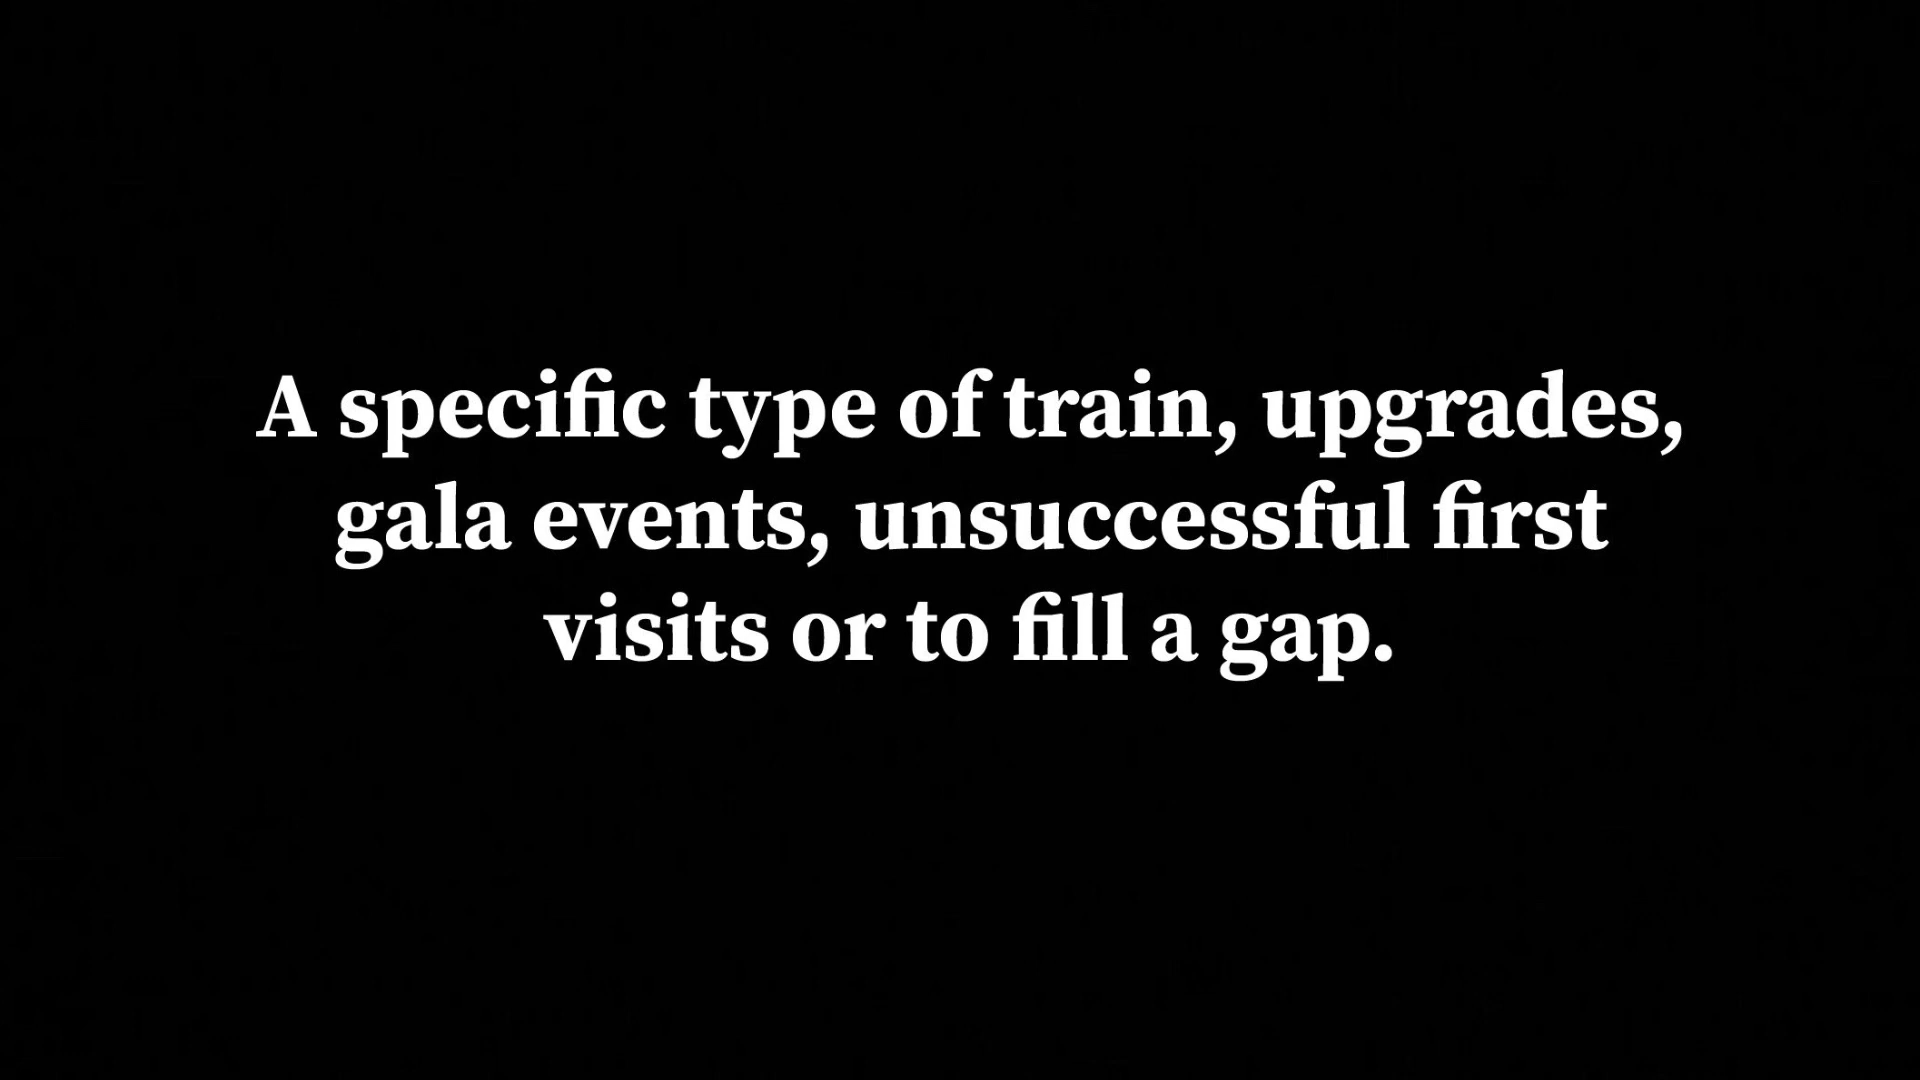 A specific type of train, upgrades,
gala events, unsuccessful first
visits or to fill a gap.